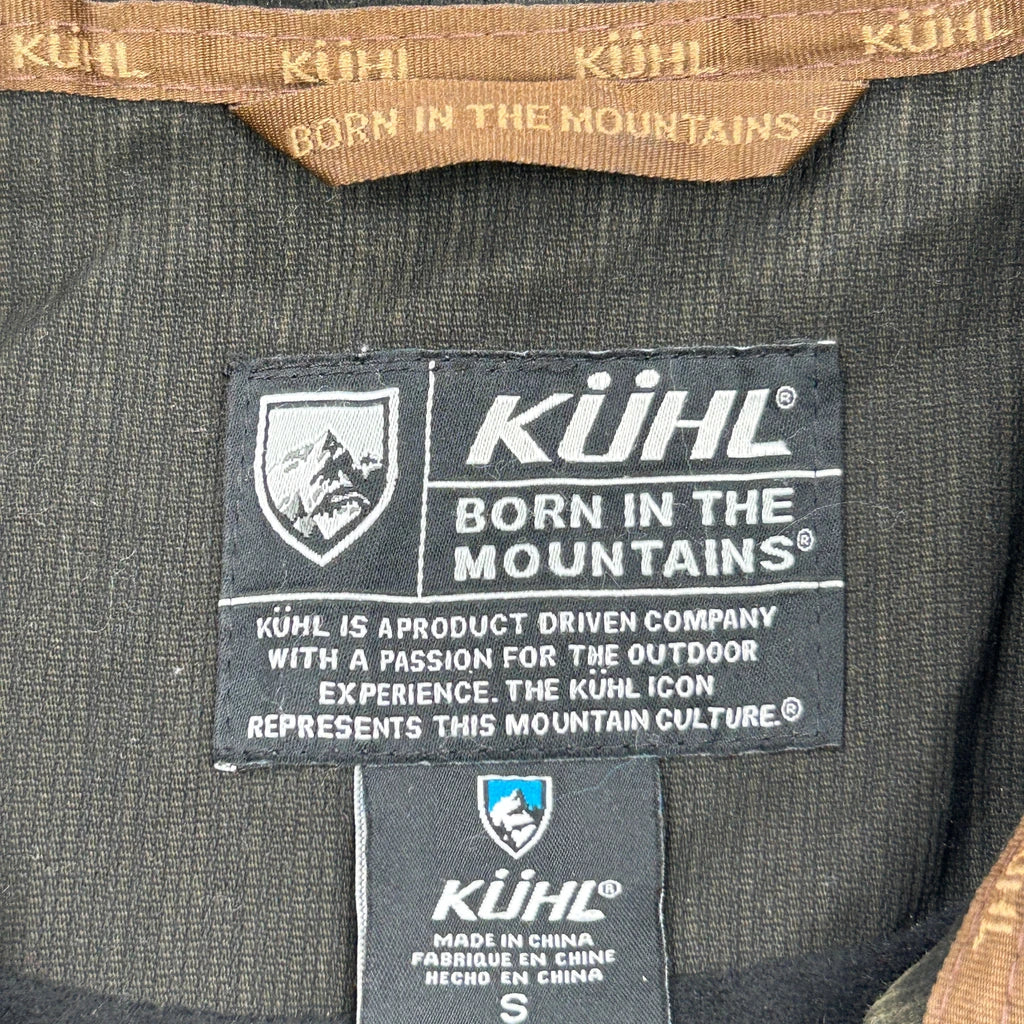 KÜHL KÜHL KÜHL KÜHL
BORN IN THE MOUNTAINS
KÜHL®
BORN IN THE
MOUNTAINS®
KÜHL IS A PRODUCT DRIVEN COMPANY
WITH A PASSION FOR THE OUTDOOR
EXPERIENCE. THE KÜHL ICON
REPRESENTS THIS MOUNTAIN CULTURE.®
KÜHL®
MADE IN CHINA
FABRIQUE EN CHINE
HECHO EN CHINA
S